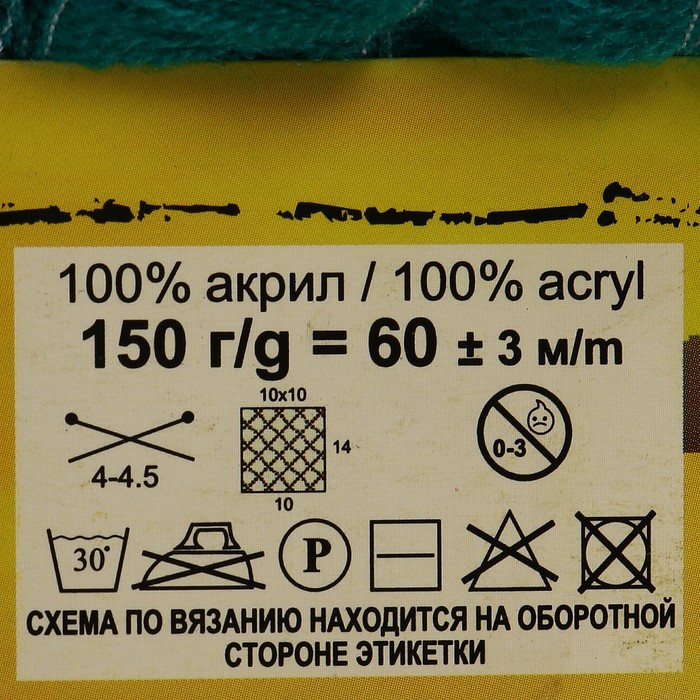 100% акрил / 100% acryl
150 г/g = 60 ± 3 м/m
10x10
14
0-3
4-4.5
10
30°
P
СХЕМА ПО ВЯЗАНИЮ НАХОДИТСЯ НА ОБОРОТНОЙ
СТОРОНЕ ЭТИКЕТКИ